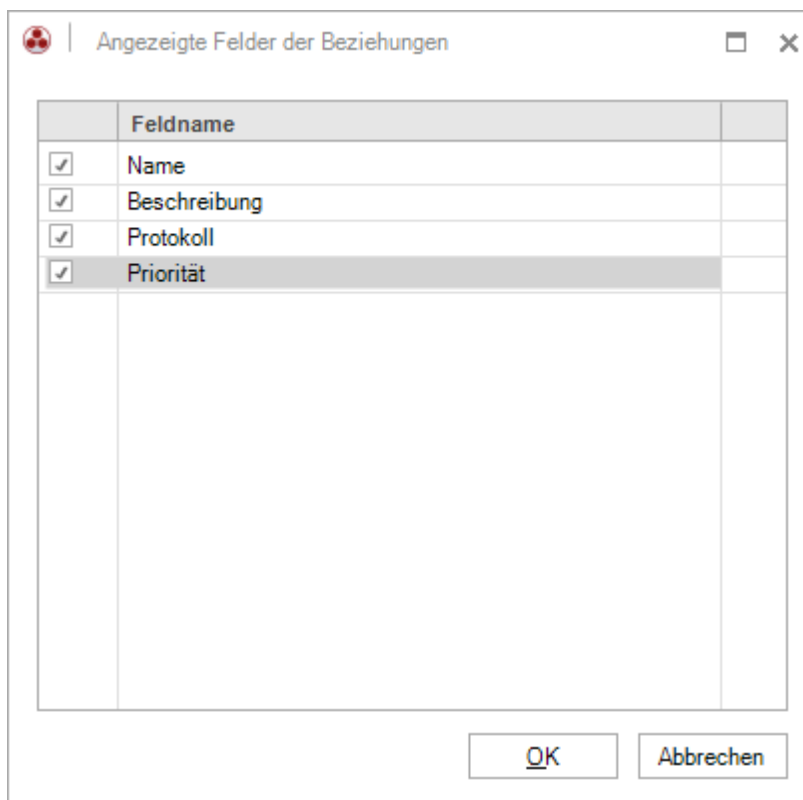 Angezeigte Felder der Beziehungen
Feldname
Name
Beschreibung
Protokoll
Priorität
OK Abbrechen